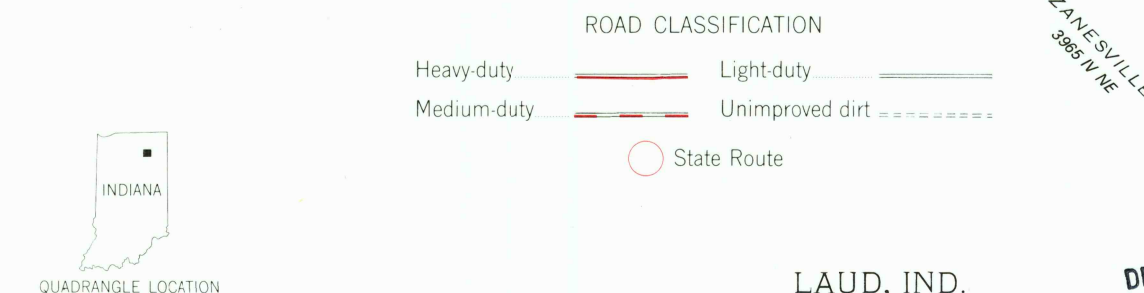 ROAD CLASSIFICATION
Heavy-duty Light-duty
Medium-duty Unimproved dirt
State Route
ZANESVILLE
3965 IV NE
INDIANA
QUADRANGLE LOCATION
LAUD, IND.